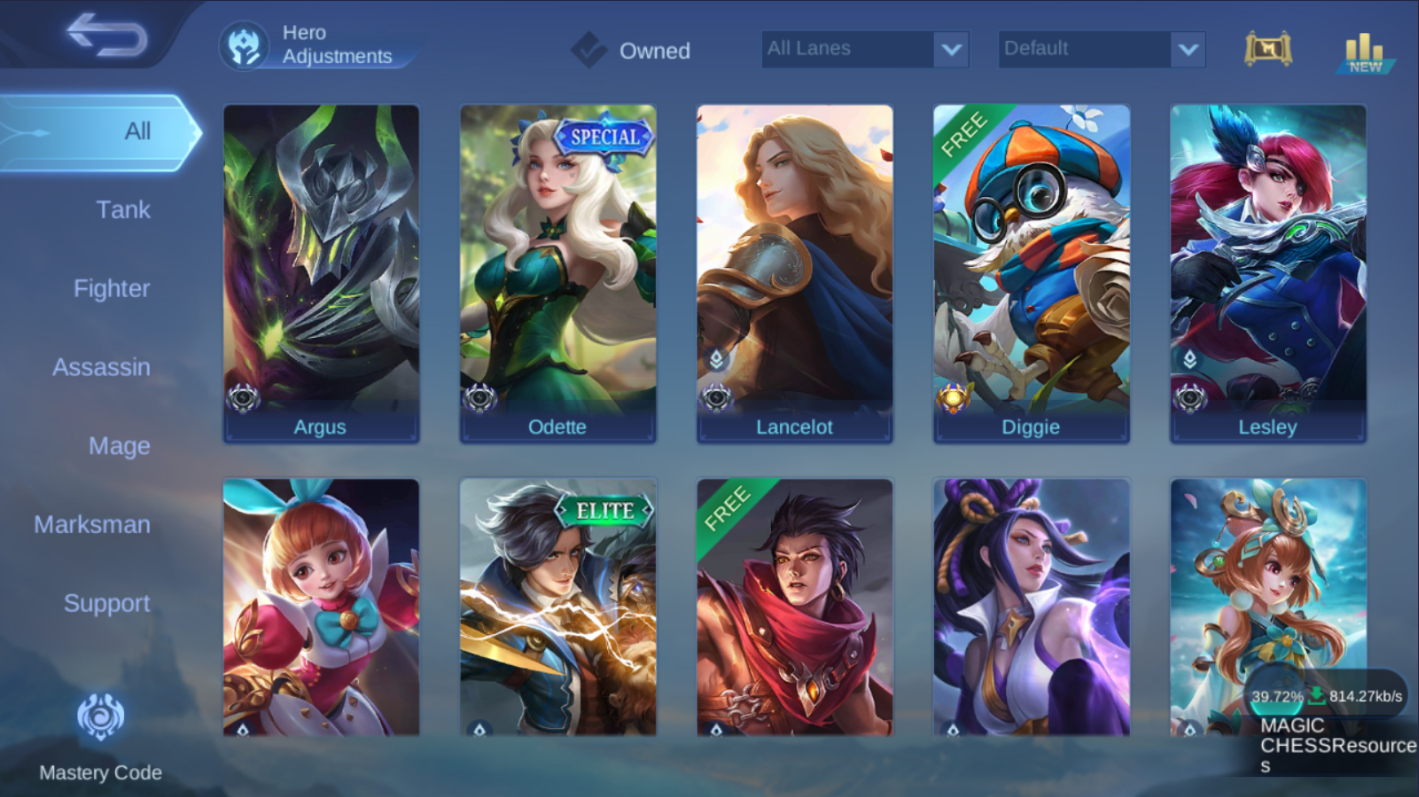 Hero
Adjustments
Owned
All Lanes
Default
NEW
All
Tank
Fighter
Assassin
Mage
Marksman
Support
Mastery Code
SPECIAL
FREE
Argus
Odette
Lancelot
Diggie
Lesley
ELITE
FREE
39.72% 814.27kb/s
MAGIC
CHESSResource
s